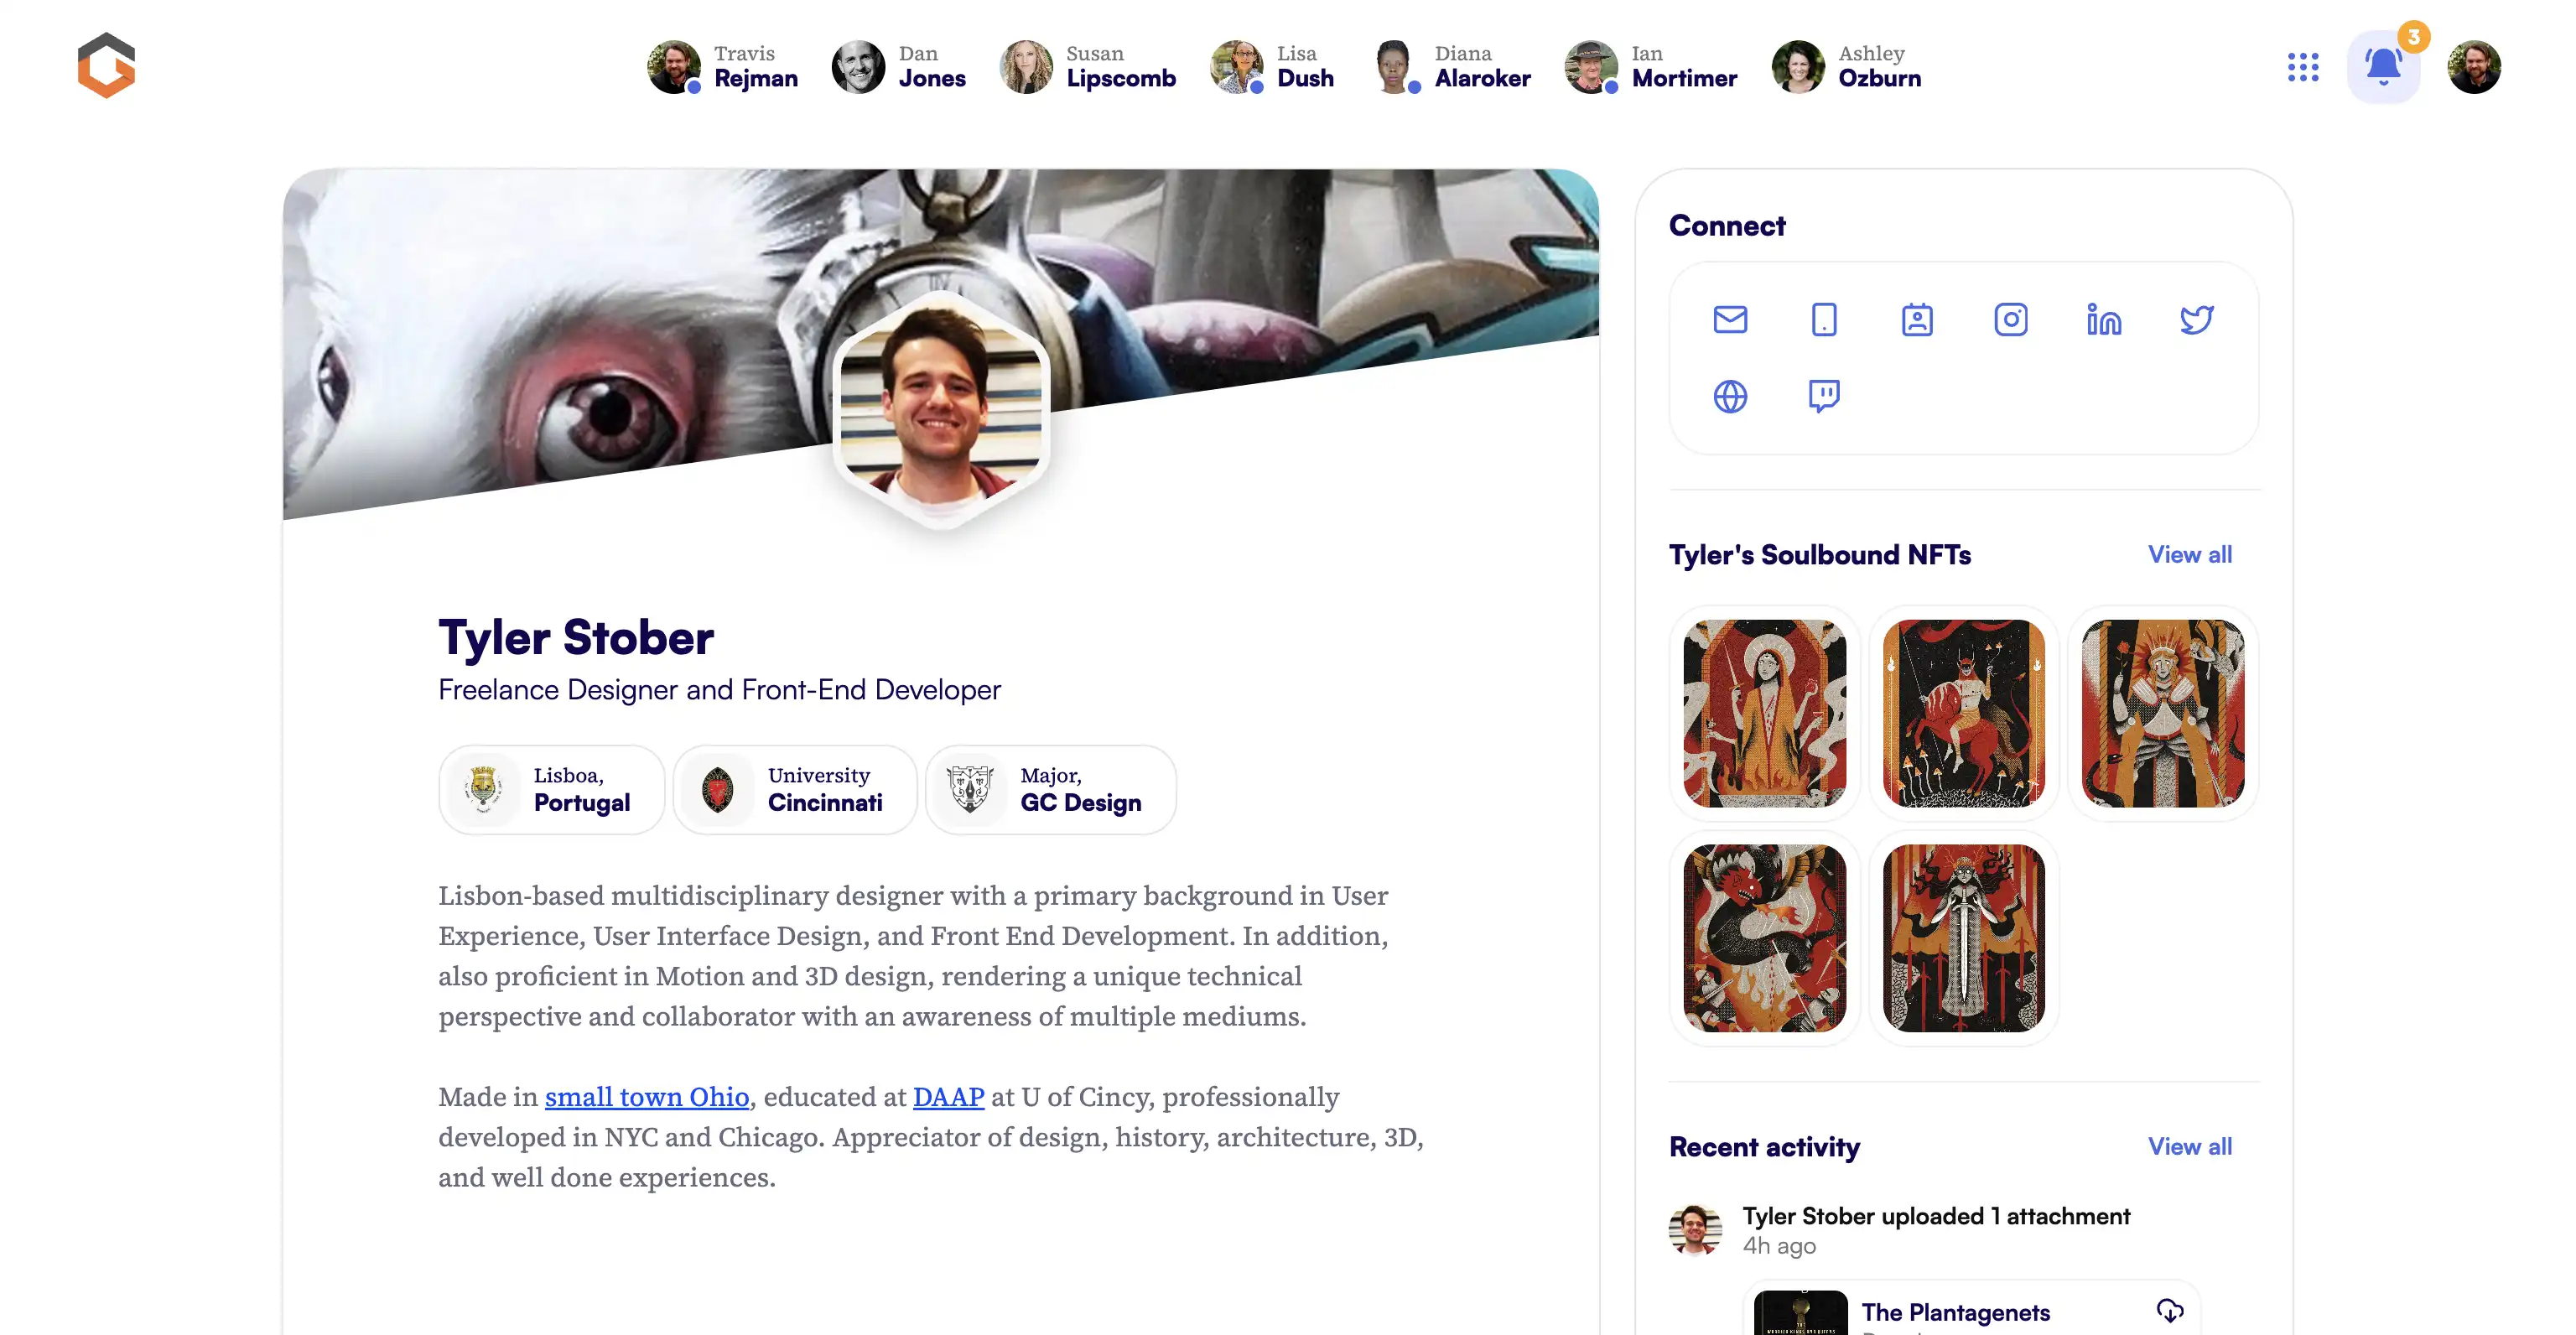 Travis
Rejman
Dan
Jones
Susan
Lipscomb
Lisa
Dush
Diana
Alaroker
Ian
Mortimer
Ashley
Ozburn
3
Connect
Tyler's Soulbound NFTs
View all
Tyler Stober
Freelance Designer and Front-End Developer
Lisboa,
Portugal
University
Cincinnati
Major,
GC Design
Lisbon-based multidisciplinary designer with a primary background in User
Experience, User Interface Design, and Front End Development. In addition,
also proficient in Motion and 3D design, rendering a unique technical
perspective and collaborator with an awareness of multiple mediums.
Made in small town Ohio, educated at DAAP at U of Cincy, professionally
developed in NYC and Chicago. Appreciator of design, history, architecture, 3D,
and well done experiences.
Recent activity
View all
Tyler Stober uploaded 1 attachment
4h ago
The Plantagenets